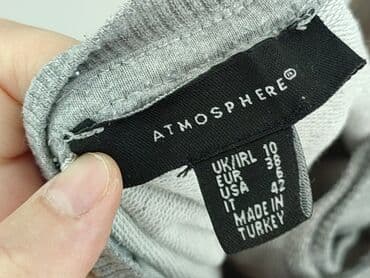 ATMOSPHERE®
UK/IRL 10
EUR 38
USA 6
IT 42
MADE IN
TURKEY